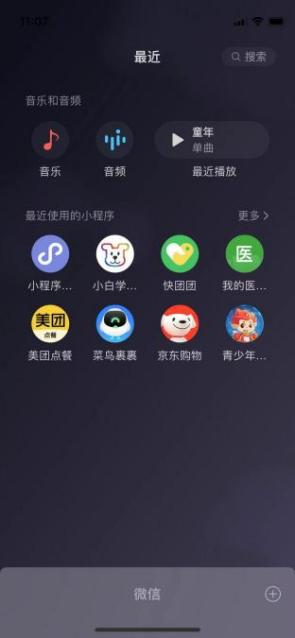 11:07
最近
搜索
音乐和音频
童年
单曲
音乐
音频
最近播放
最近使用的小程序
更多
医
小程序...
小白学...
快团团
我的医...
美团
点餐
美团点餐
菜鸟裹裹
京东购物
青少年...
微信